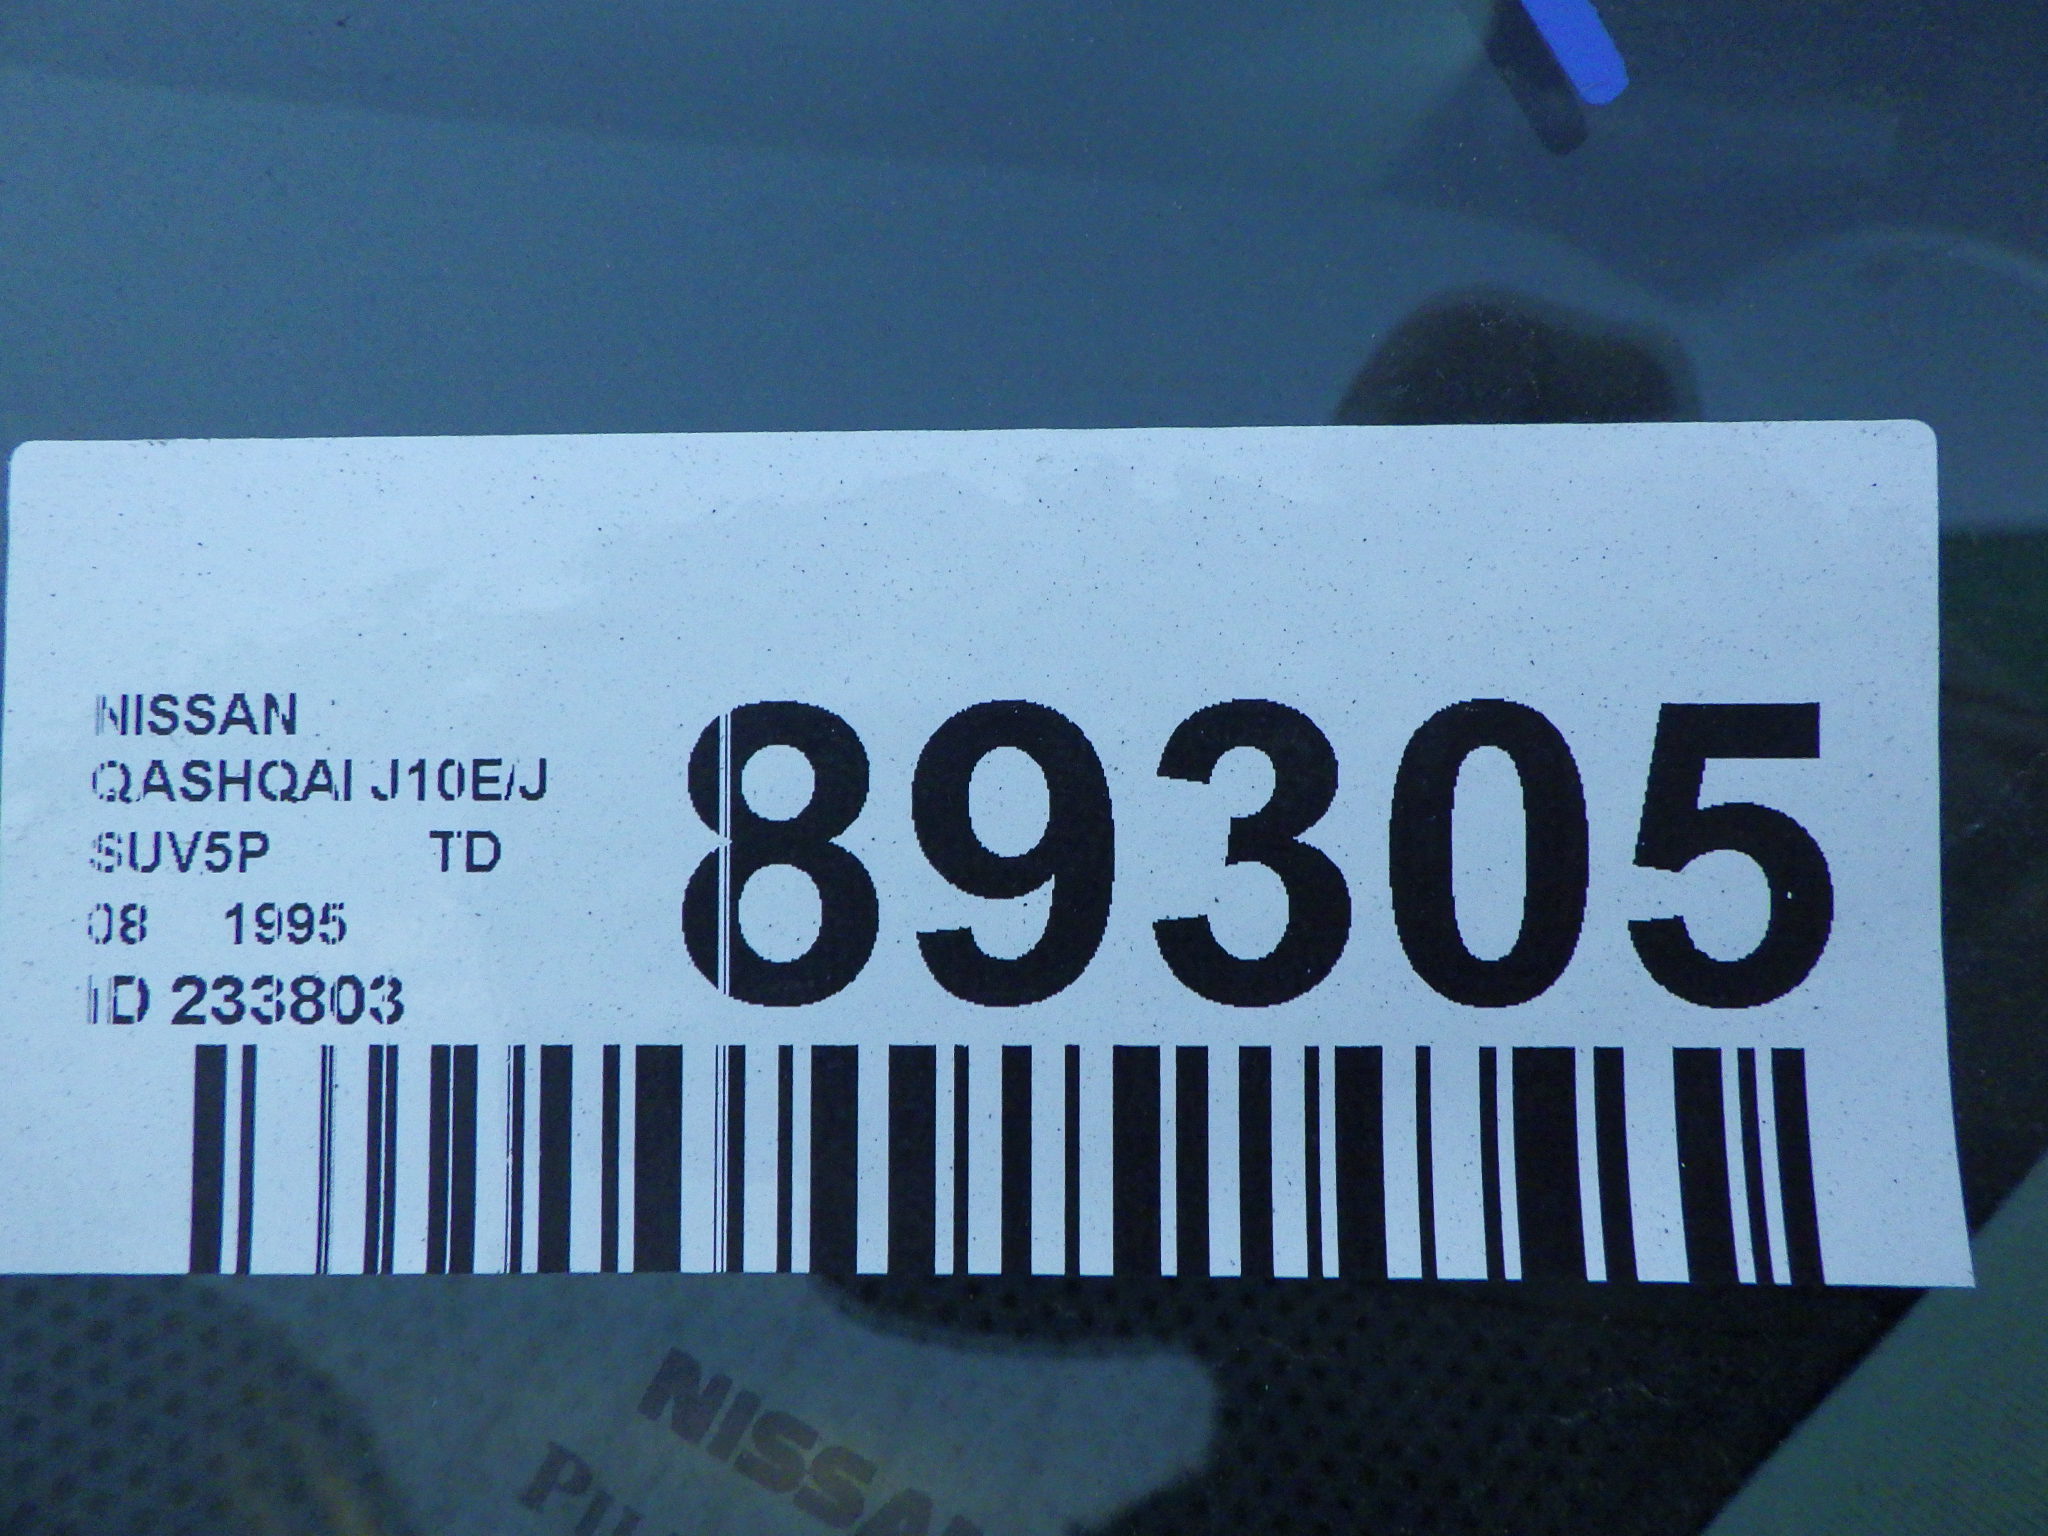 NISSAN
QASHQAI J10E/J
SUV5P TD
08 1995
ID 233803
89305
NISSAN